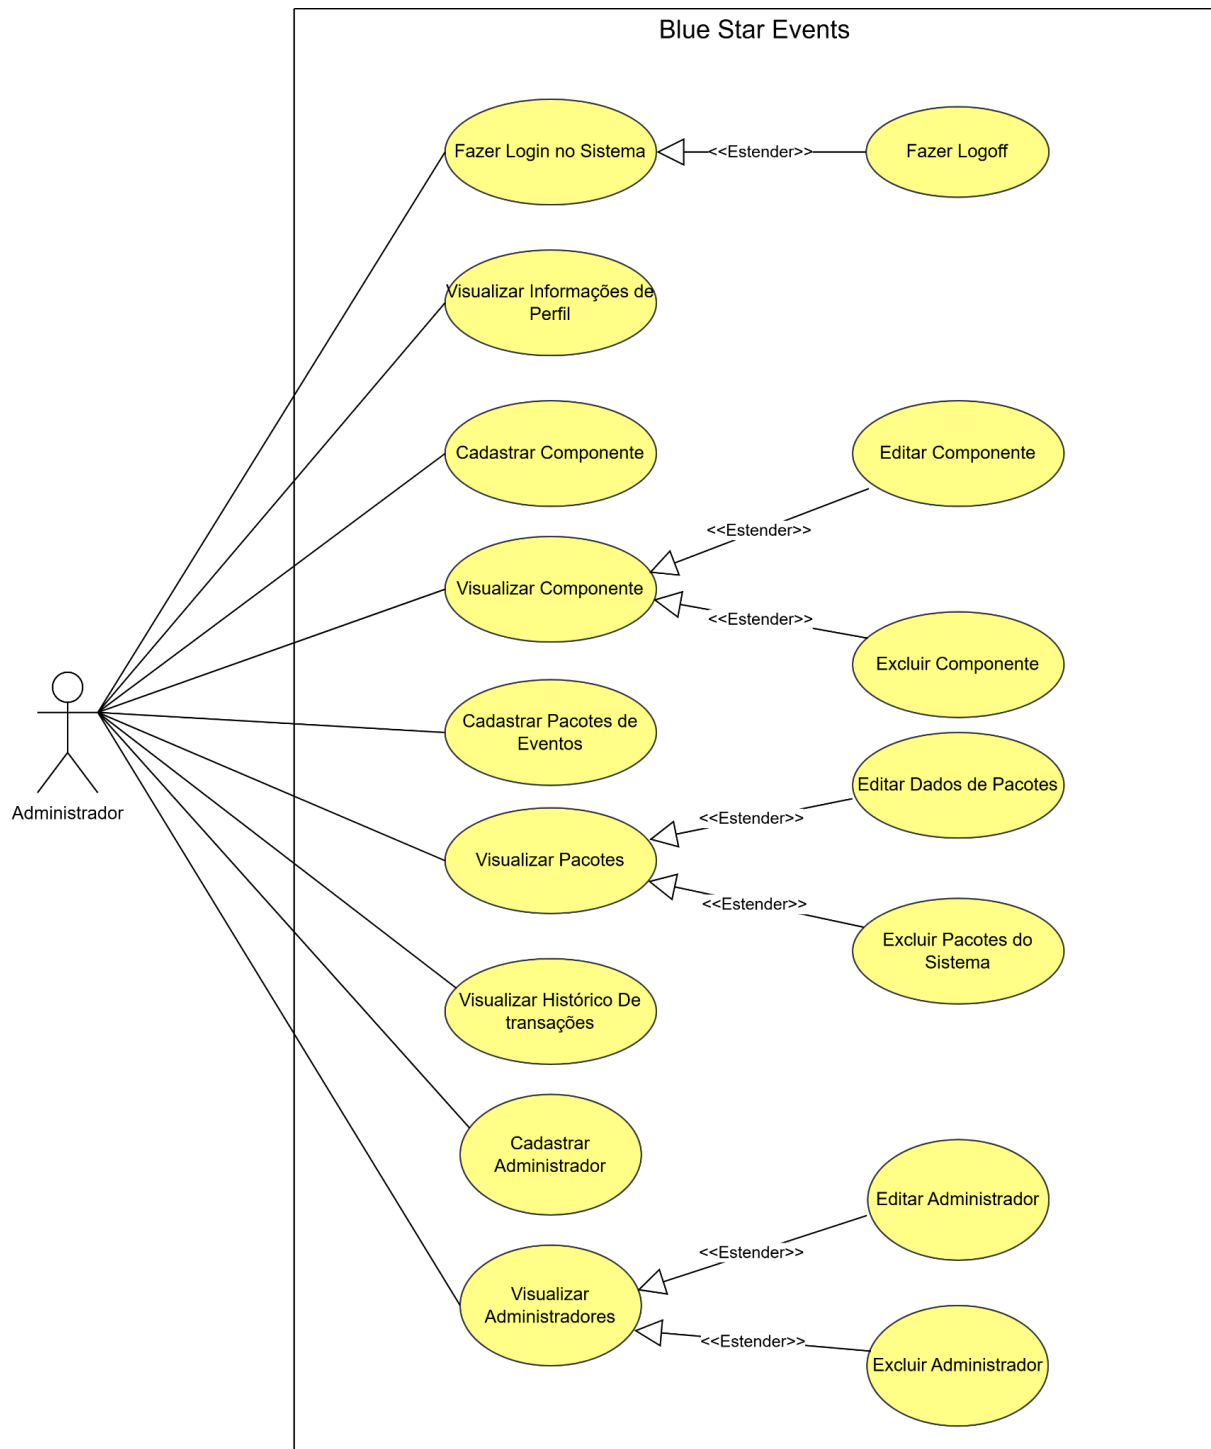 Blue Star Events
Fazer Login no Sistema
<<Estender>>
Fazer Logoff
Visualizar Informações de
Perfil
Cadastrar Componente
Editar Componente
<<Estender>>
Visualizar Componente
<<Estender>>
Excluir Componente
Cadastrar Pacotes de
Eventos
Editar Dados de Pacotes
Administrador
<<Estender>>
Visualizar Pacotes
<<Estender>>
Excluir Pacotes do
Sistema
Visualizar Histórico De
transações
Cadastrar
Administrador
Editar Administrador
<<Estender>>
Visualizar
Administradores
<<Estender>>
Excluir Administrador